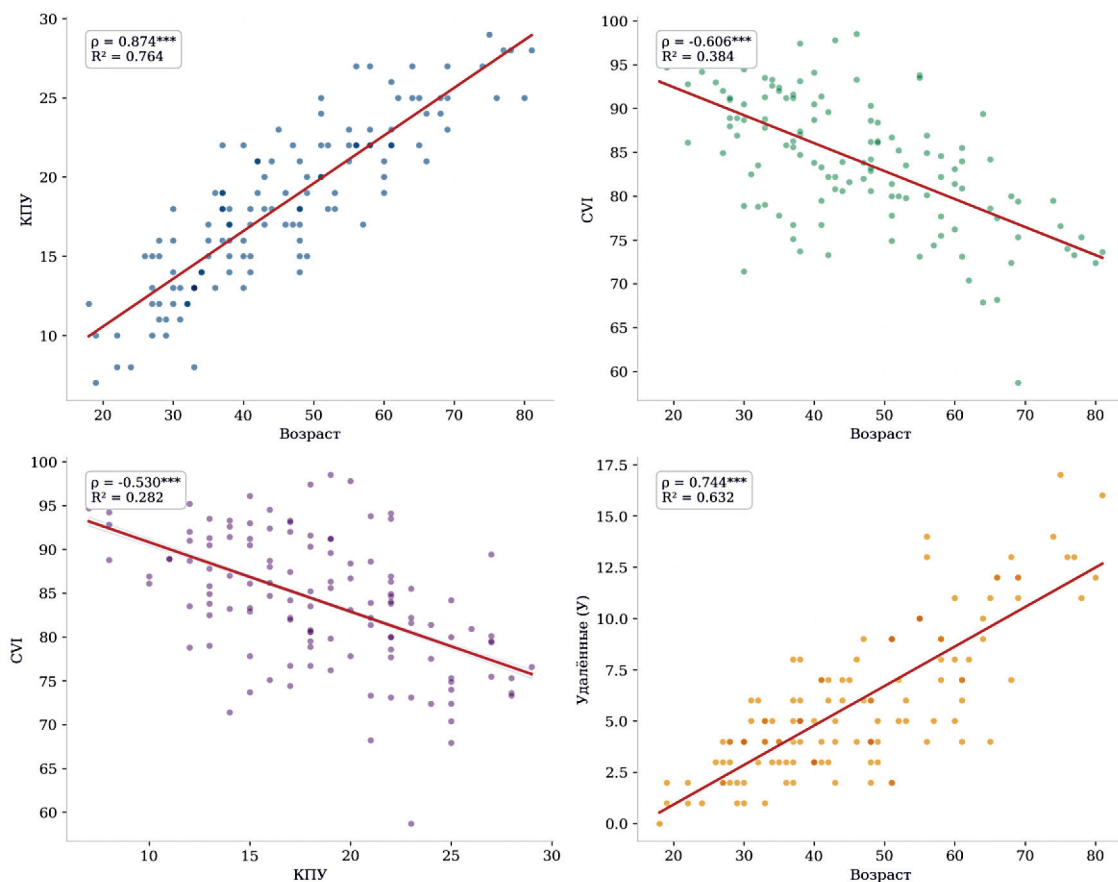 ρ = 0.874***
R² = 0.764
30
25
20
15
10
КПУ
20 30 40 50 60 70 80
Возраст
ρ = -0.606***
R² = 0.384
100
95
90
85
80
75
70
65
60
CVI
20 30 40 50 60 70 80
Возраст
ρ = -0.530***
R² = 0.282
100
95
90
85
80
75
70
65
60
CVI
10 15 20 25 30
КПУ
ρ = 0.744***
R² = 0.632
17.5
15.0
12.5
10.0
7.5
5.0
2.5
0.0
Удалённые (У)
20 30 40 50 60 70 80
Возраст